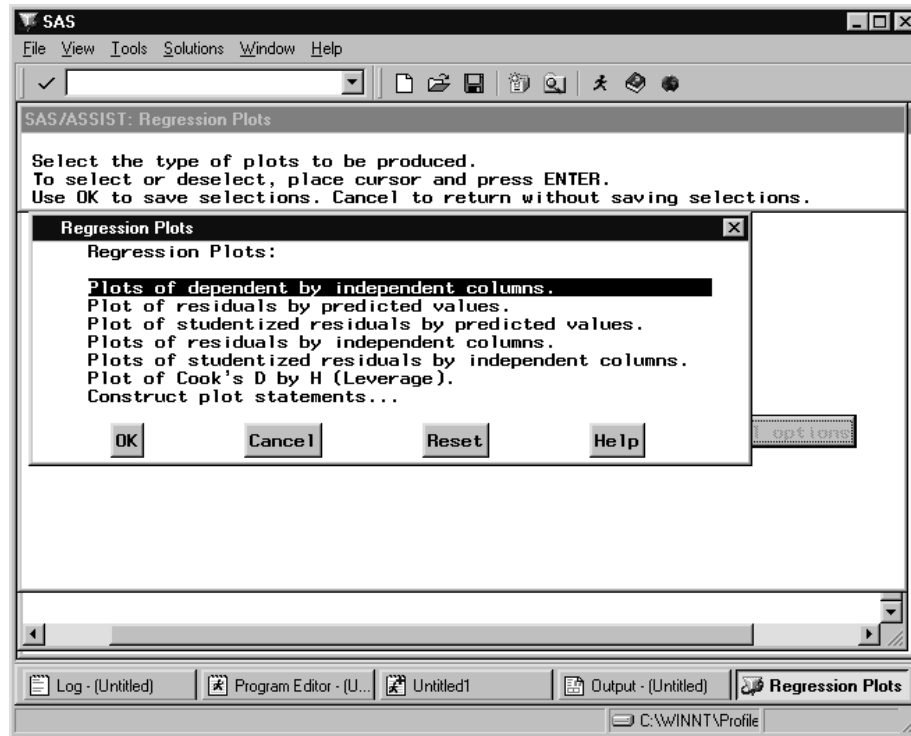 SAS
File View Tools Solutions Window Help
SAS/ASSIST: Regression Plots
Select the type of plots to be produced.
To select or deselect, place cursor and press ENTER.
Use OK to save selections. Cancel to return without saving selections.
Regression Plots
Regression Plots:
Plots of dependent by independent columns.
Plot of residuals by predicted values.
Plot of studentized residuals by predicted values.
Plots of residuals by independent columns.
Plots of studentized residuals by independent columns.
Plot of Cook's D by H (Leverage).
Construct plot statements...
OK Cancel Reset Help
options
Log - (Untitled) Program Editor - (U... Untitled1 Output - (Untitled) Regression Plots
C:\WINNT\Profile